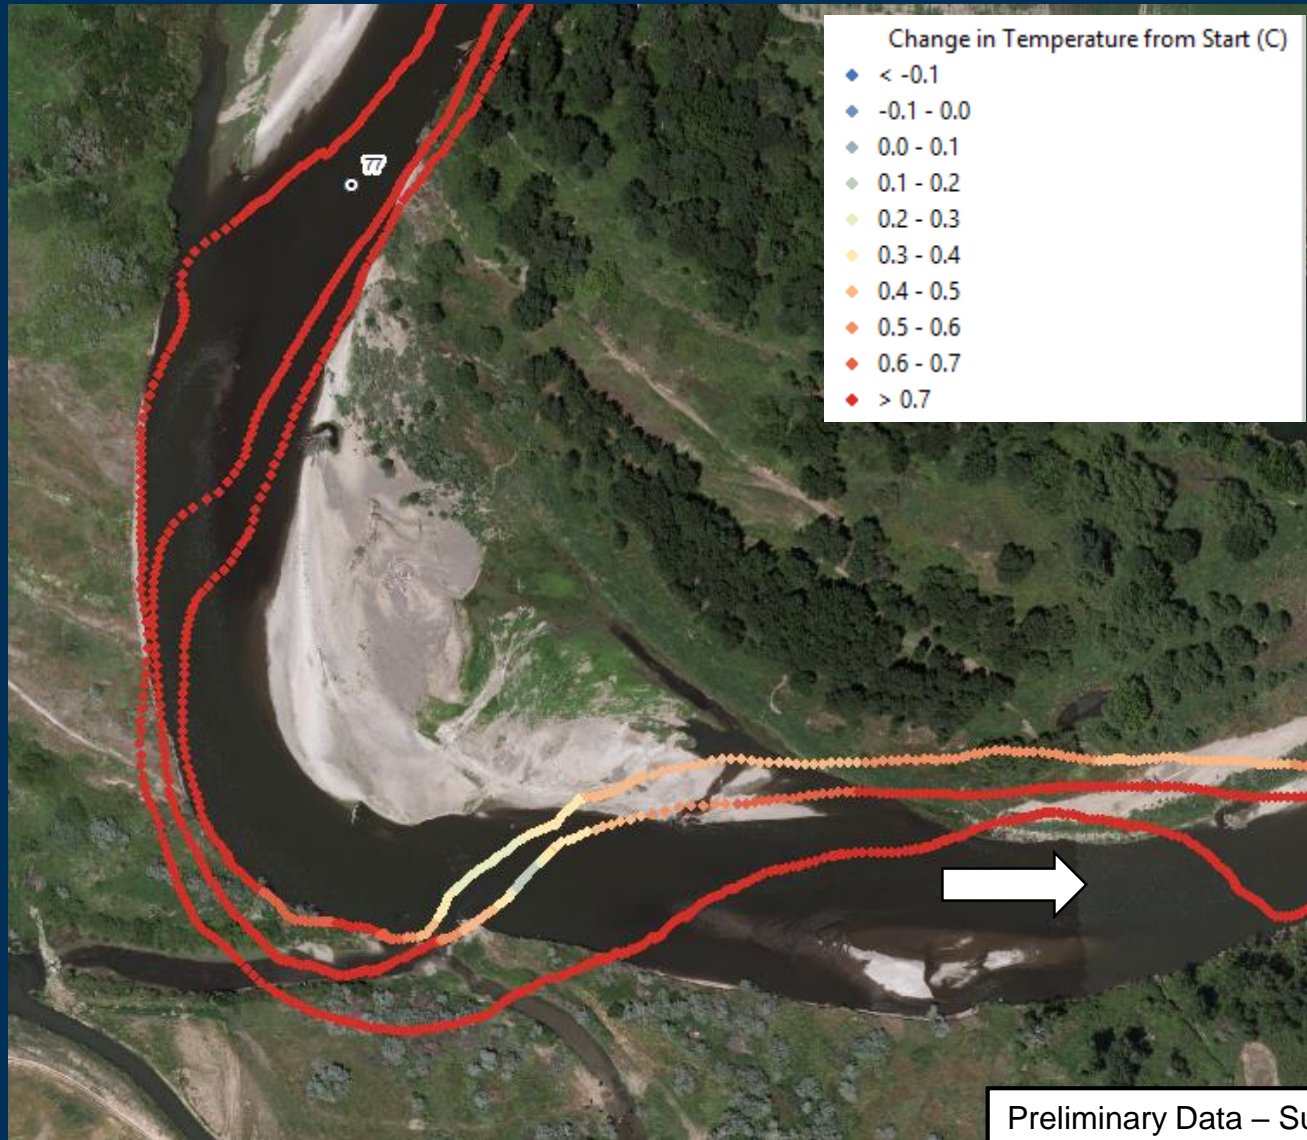 Change in Temperature from Start (C)
< -0.1
-0.1 - 0.0
0.0 - 0.1
0.1 - 0.2
0.2 - 0.3
0.3 - 0.4
0.4 - 0.5
0.5 - 0.6
0.6 - 0.7
> 0.7
77
Preliminary Data – Su